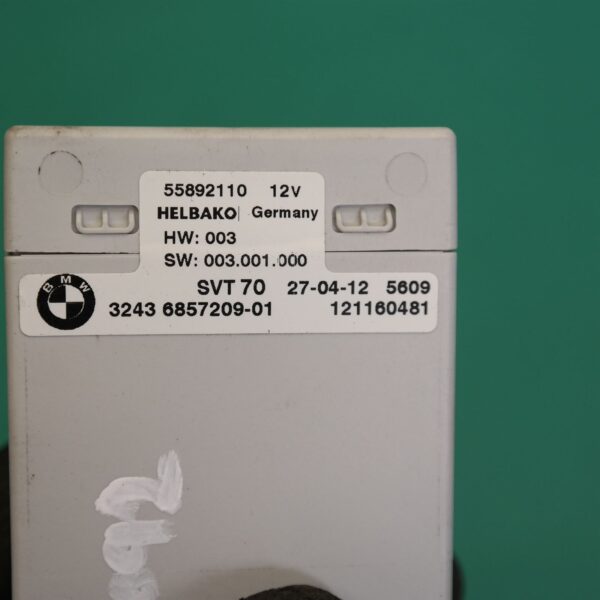 55892110 12V
HELBAKO Germany
HW: 003
SW: 003.001.000
BMW
SVT 70 27-04-12 5609
3243 6857209-01 121160481